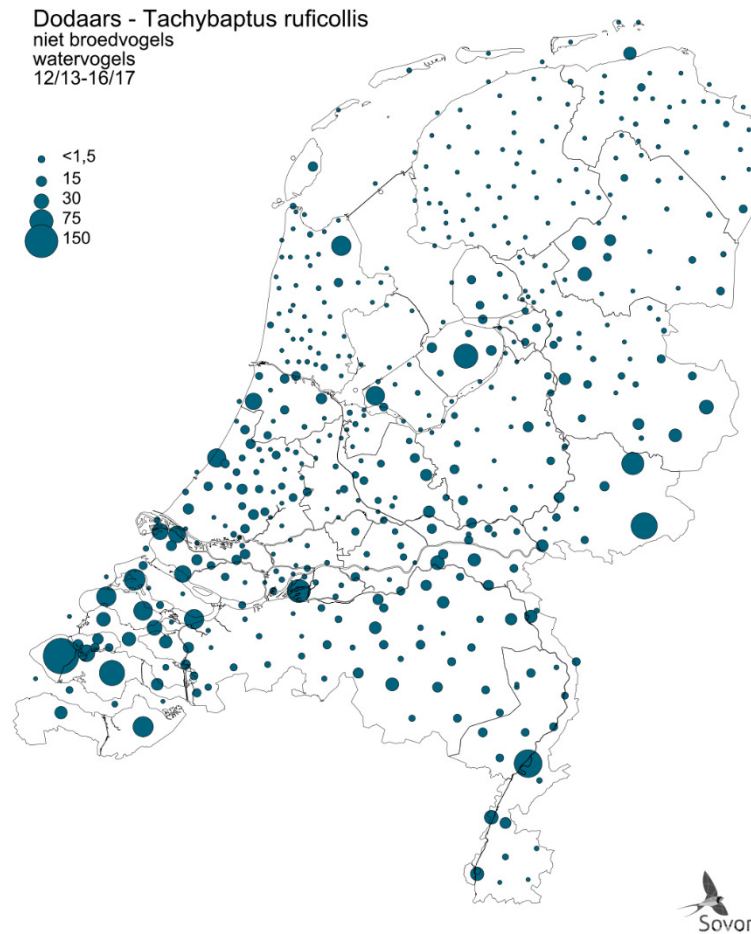 Dodaars - Tachybaptus ruficollis
niet broedvogels
watervogels
12/13-16/17
<1,5
15
30
75
150
Sovon